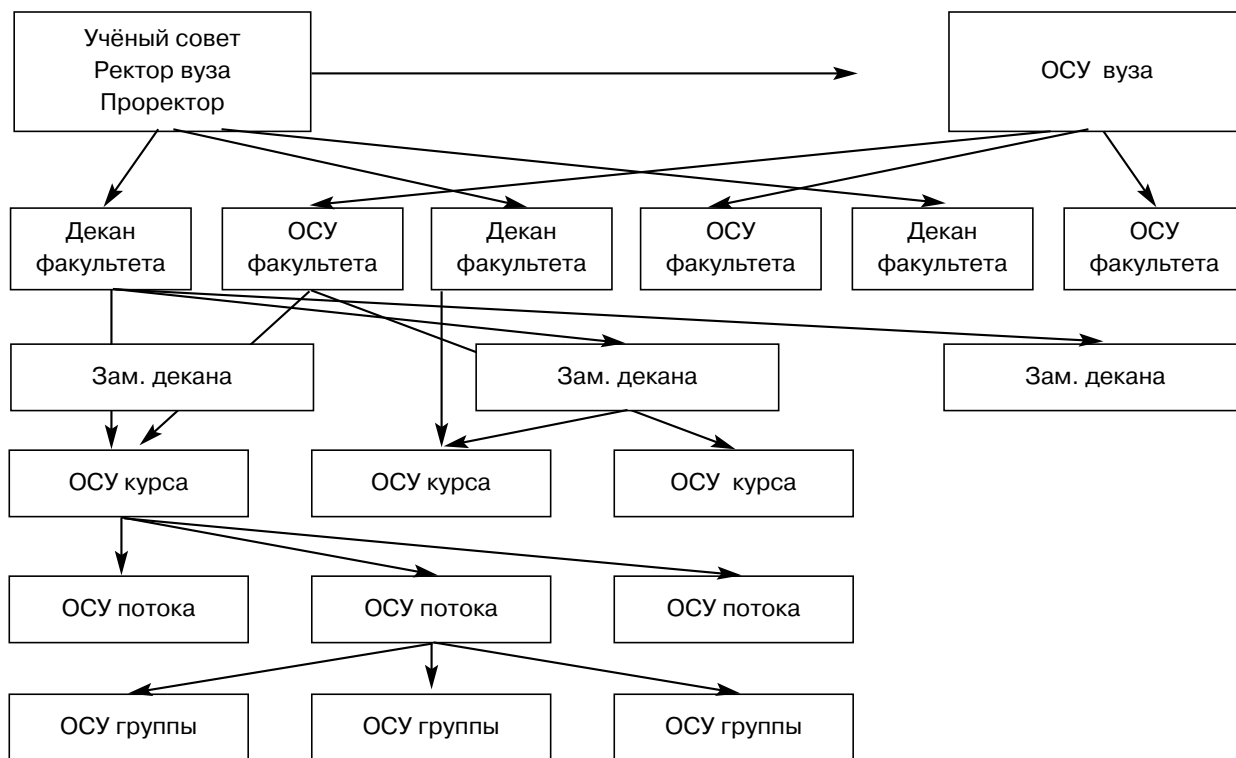 Учёный совет
Ректор вуза
Проректор
ОСУ вуза
Декан
факультета
ОСУ
факультета
Декан
факультета
ОСУ
факультета
Декан
факультета
ОСУ
факультета
Зам. декана
Зам. декана
Зам. декана
ОСУ курса
ОСУ курса
ОСУ курса
ОСУ потока
ОСУ потока
ОСУ потока
ОСУ группы
ОСУ группы
ОСУ группы